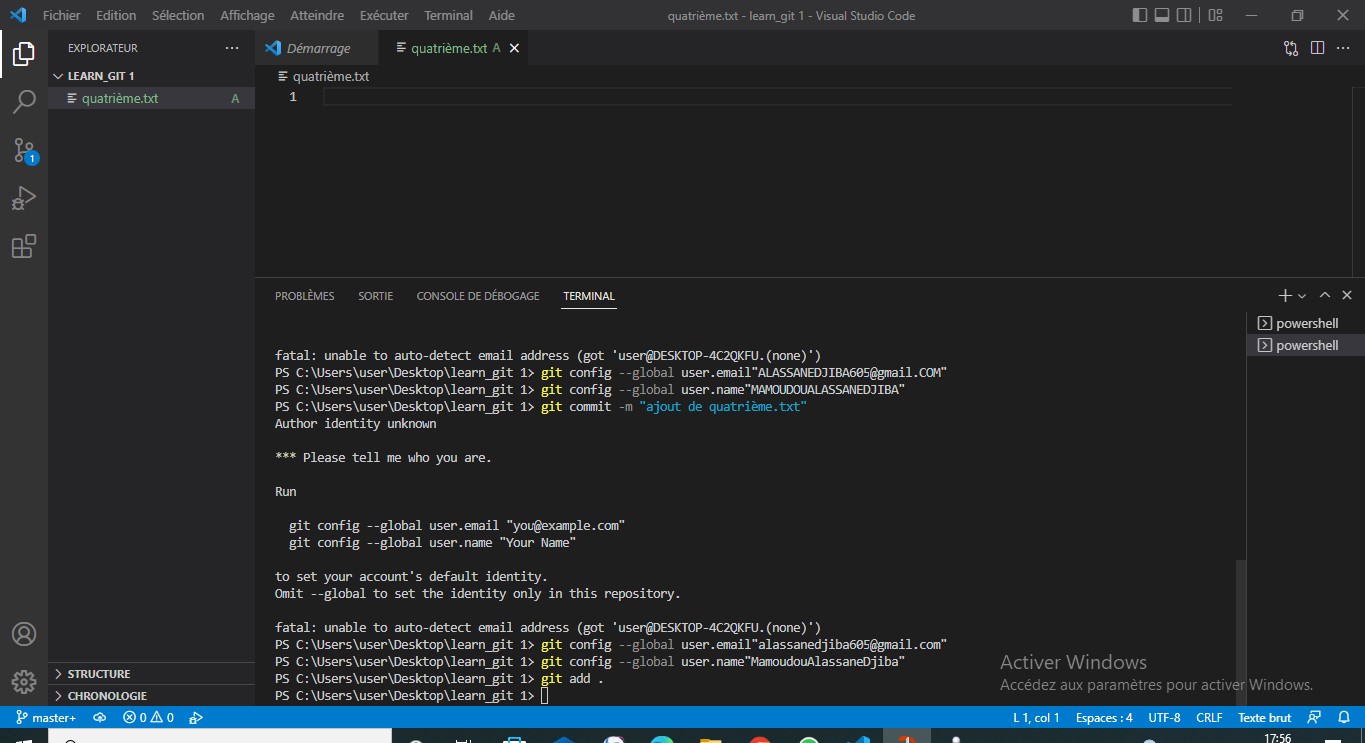 Fichier Edition Sélection Affichage Atteindre Exécuter Terminal Aide
quatrième.txt - learn_git 1 - Visual Studio Code
EXPLORATEUR
Démarrage
quatrième.txt A
LEARN_GIT 1
quatrième.txt
quatrième.txt A
1
1
PROBLÈMES SORTIE CONSOLE DE DÉBOGAGE TERMINAL
powershell
powershell
fatal: unable to auto-detect email address (got 'user@DESKTOP-4C2QKFU.(none)')
PS C:\Users\user\Desktop\learn_git 1> git config --global user.email"ALASSANEDJIBA605@gmail.COM"
PS C:\Users\user\Desktop\learn_git 1> git config --global user.name"MAMOUDOUALASSANEDJIBA"
PS C:\Users\user\Desktop\learn_git 1> git commit -m "ajout de quatrième.txt"
Author identity unknown
*** Please tell me who you are.
Run
git config --global user.email "you@example.com"
git config --global user.name "Your Name"
to set your account's default identity.
Omit --global to set the identity only in this repository.
fatal: unable to auto-detect email address (got 'user@DESKTOP-4C2QKFU.(none)')
PS C:\Users\user\Desktop\learn_git 1> git config --global user.email"alassanedjiba605@gmail.com"
PS C:\Users\user\Desktop\learn_git 1> git config --global user.name"MamoudouAlassaneDjiba"
PS C:\Users\user\Desktop\learn_git 1> git add .
PS C:\Users\user\Desktop\learn_git 1>
Activer Windows
Accédez aux paramètres pour activer Windows.
STRUCTURE
CHRONOLOGIE
master+ 0 0
L 1, col 1 Espaces : 4 UTF-8 CRLF Texte brut
17:56